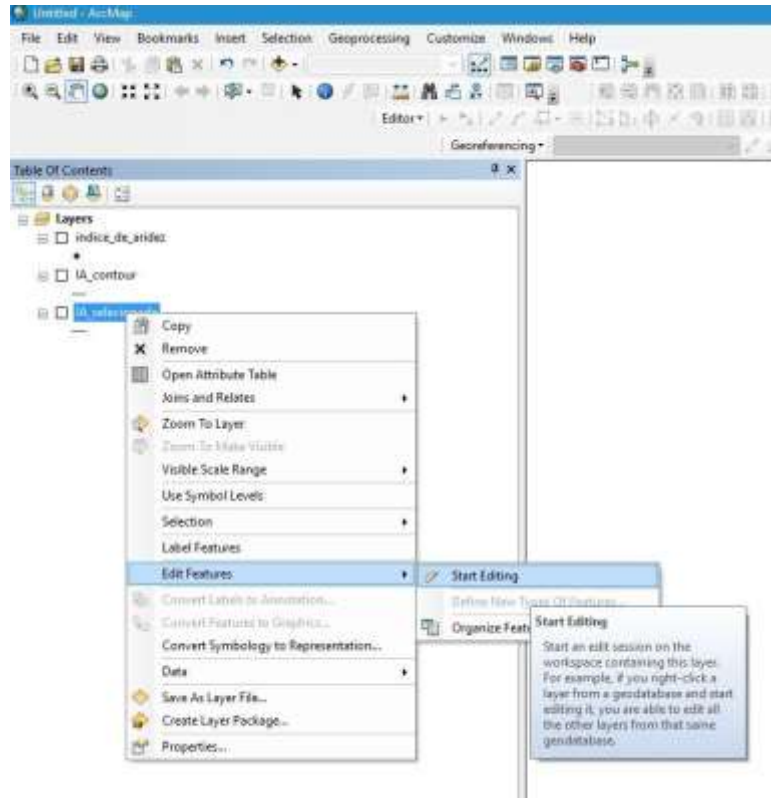 Untitled - ArcMap
File Edit View Bookmarks Insert Selection Geoprocessing Customize Windows Help
Editor
Georeferencing
Table Of Contents
Layers
indice_de_aridez
IA_contour
Copy
Remove
Open Attribute Table
Joins and Relates
Zoom To Layer
Zoom To Make Visible
Visible Scale Range
Use Symbol Levels
Selection
Label Features
Edit Features
Start Editing
Convert Labels to Annotation...
Define New Types Of Features...
Convert Features to Graphics...
Organize Feat
Convert Symbology to Representation...
Data
Save As Layer File...
Create Layer Package...
Properties...
Start Editing
Start an edit session on the
workspace containing this layer.
For example, if you right-click a
layer from a geodatabase and start
editing it, you are able to edit all
the other layers from that same
geodatabase.